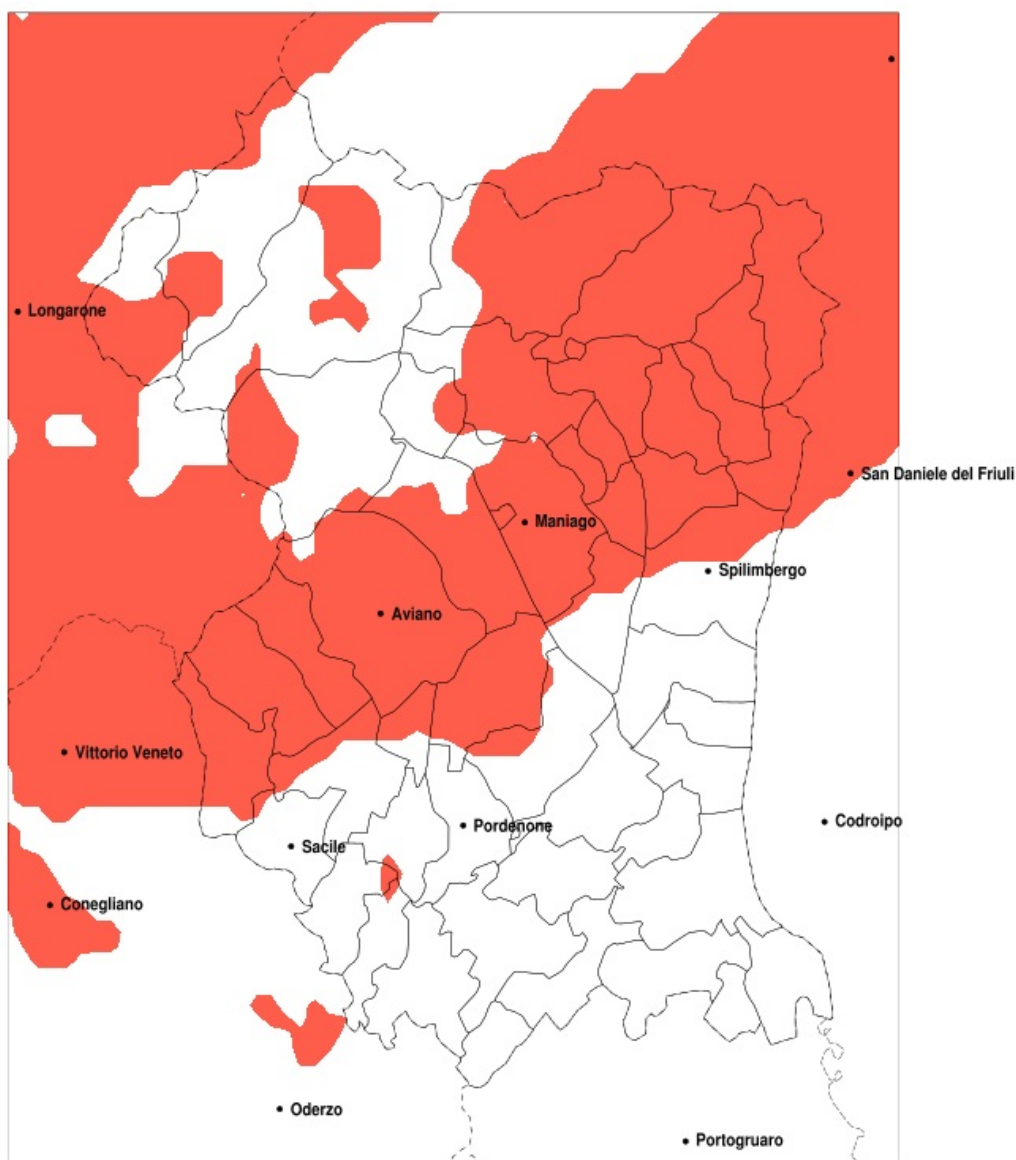 Longarone
San Daniele del Friuli
Maniago
Spilimbergo
Aviano
Vittorio Veneto
Codroipo
Pordenone
Sacile
Conegliano
Oderzo
Portogruaro